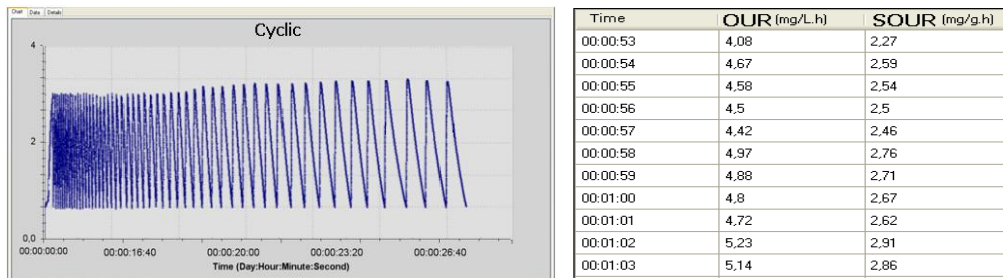 Chart Data Details
Cyclic
4
2
0,0
00:00:00:00 00:00:16:40 00:00:20:00 00:00:23:20 00:00:26:40
Time (Day:Hour:Minute:Second)
Time OUR (mg/L.h) SOUR (mg/g.h)
00:00:53 4,08 2,27
00:00:54 4,67 2,59
00:00:55 4,58 2,54
00:00:56 4,5 2,5
00:00:57 4,42 2,46
00:00:58 4,97 2,76
00:00:59 4,88 2,71
00:01:00 4,8 2,67
00:01:01 4,72 2,62
00:01:02 5,23 2,91
00:01:03 5,14 2,86